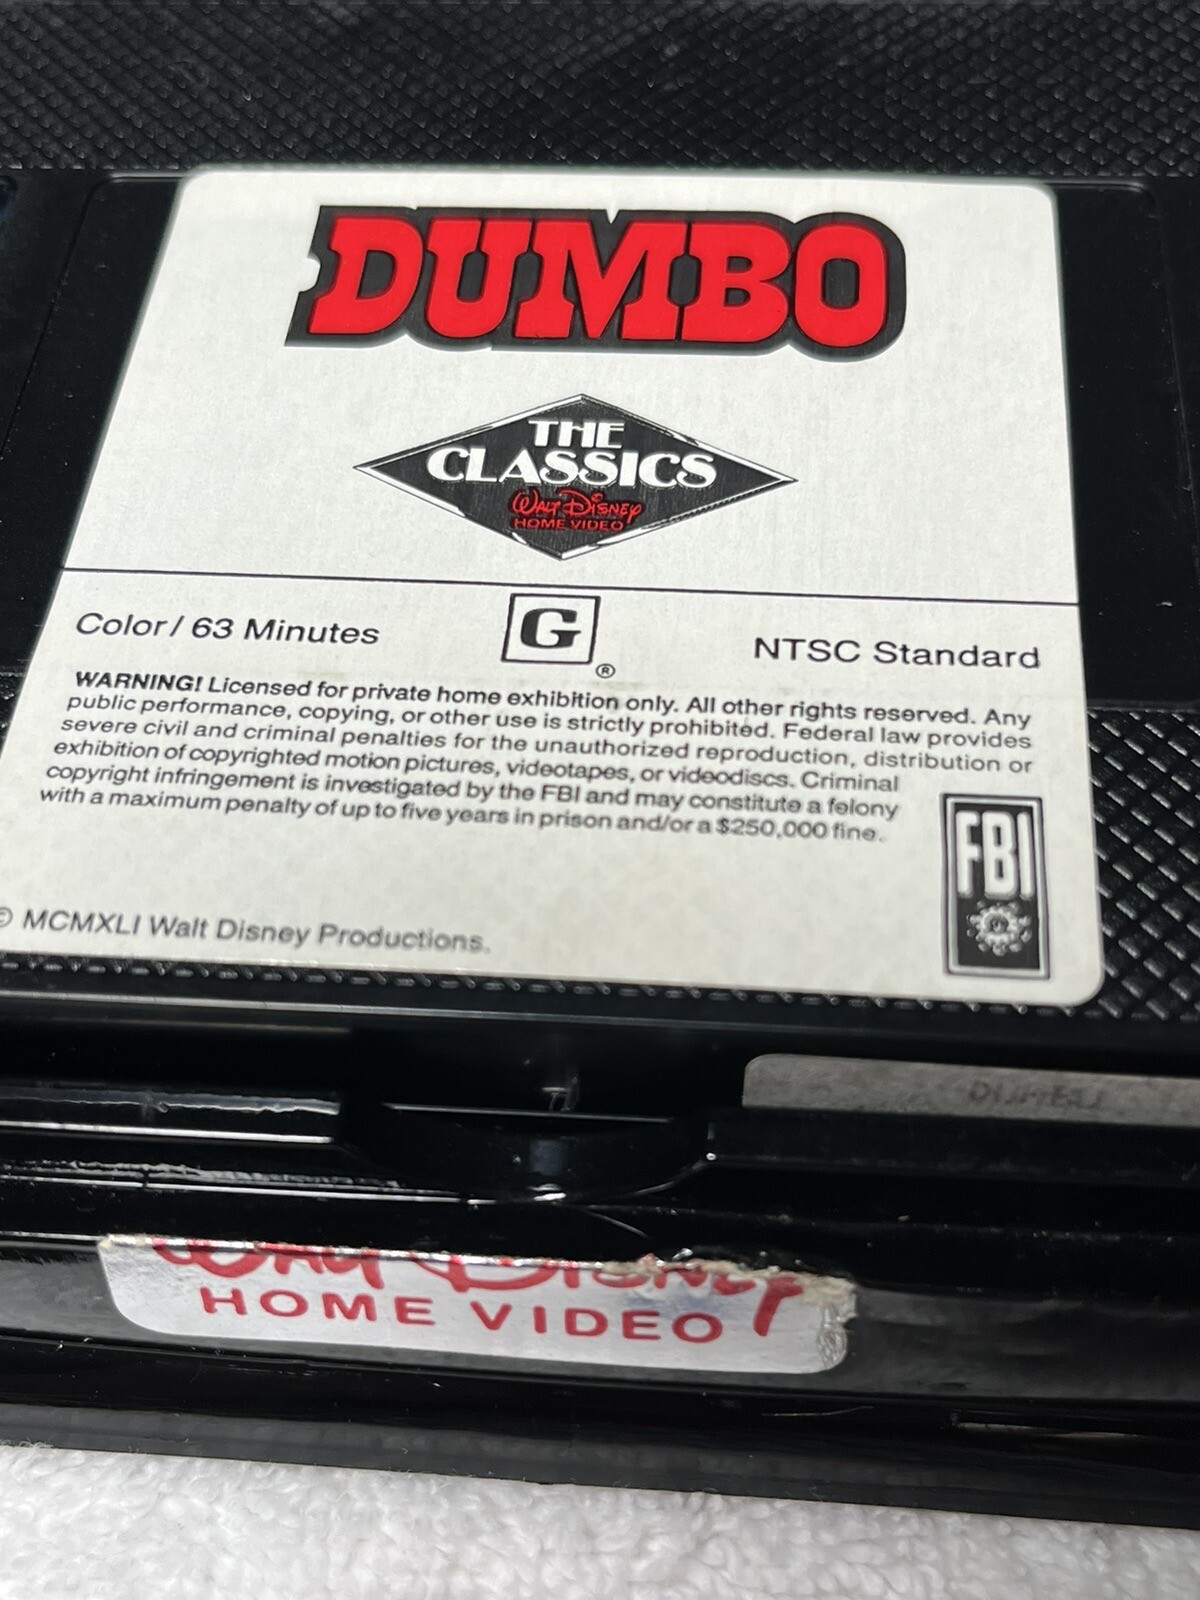 DUMBO
THE
CLASSICS
WALT DISNEY
HOME VIDEO
Color / 63 Minutes
G
®
NTSC Standard
WARNING! Licensed for private home exhibition only. All other rights reserved. Any
public performance, copying, or other use is strictly prohibited. Federal law provides
severe civil and criminal penalties for the unauthorized reproduction, distribution or
exhibition of copyrighted motion pictures, videotapes, or videodiscs. Criminal
copyright infringement is investigated by the FBI and may constitute a felony
with a maximum penalty of up to five years in prison and/or a $250,000 fine.
FBI
© MCMXLI Walt Disney Productions.
WALT DISNEY
HOME VIDEO